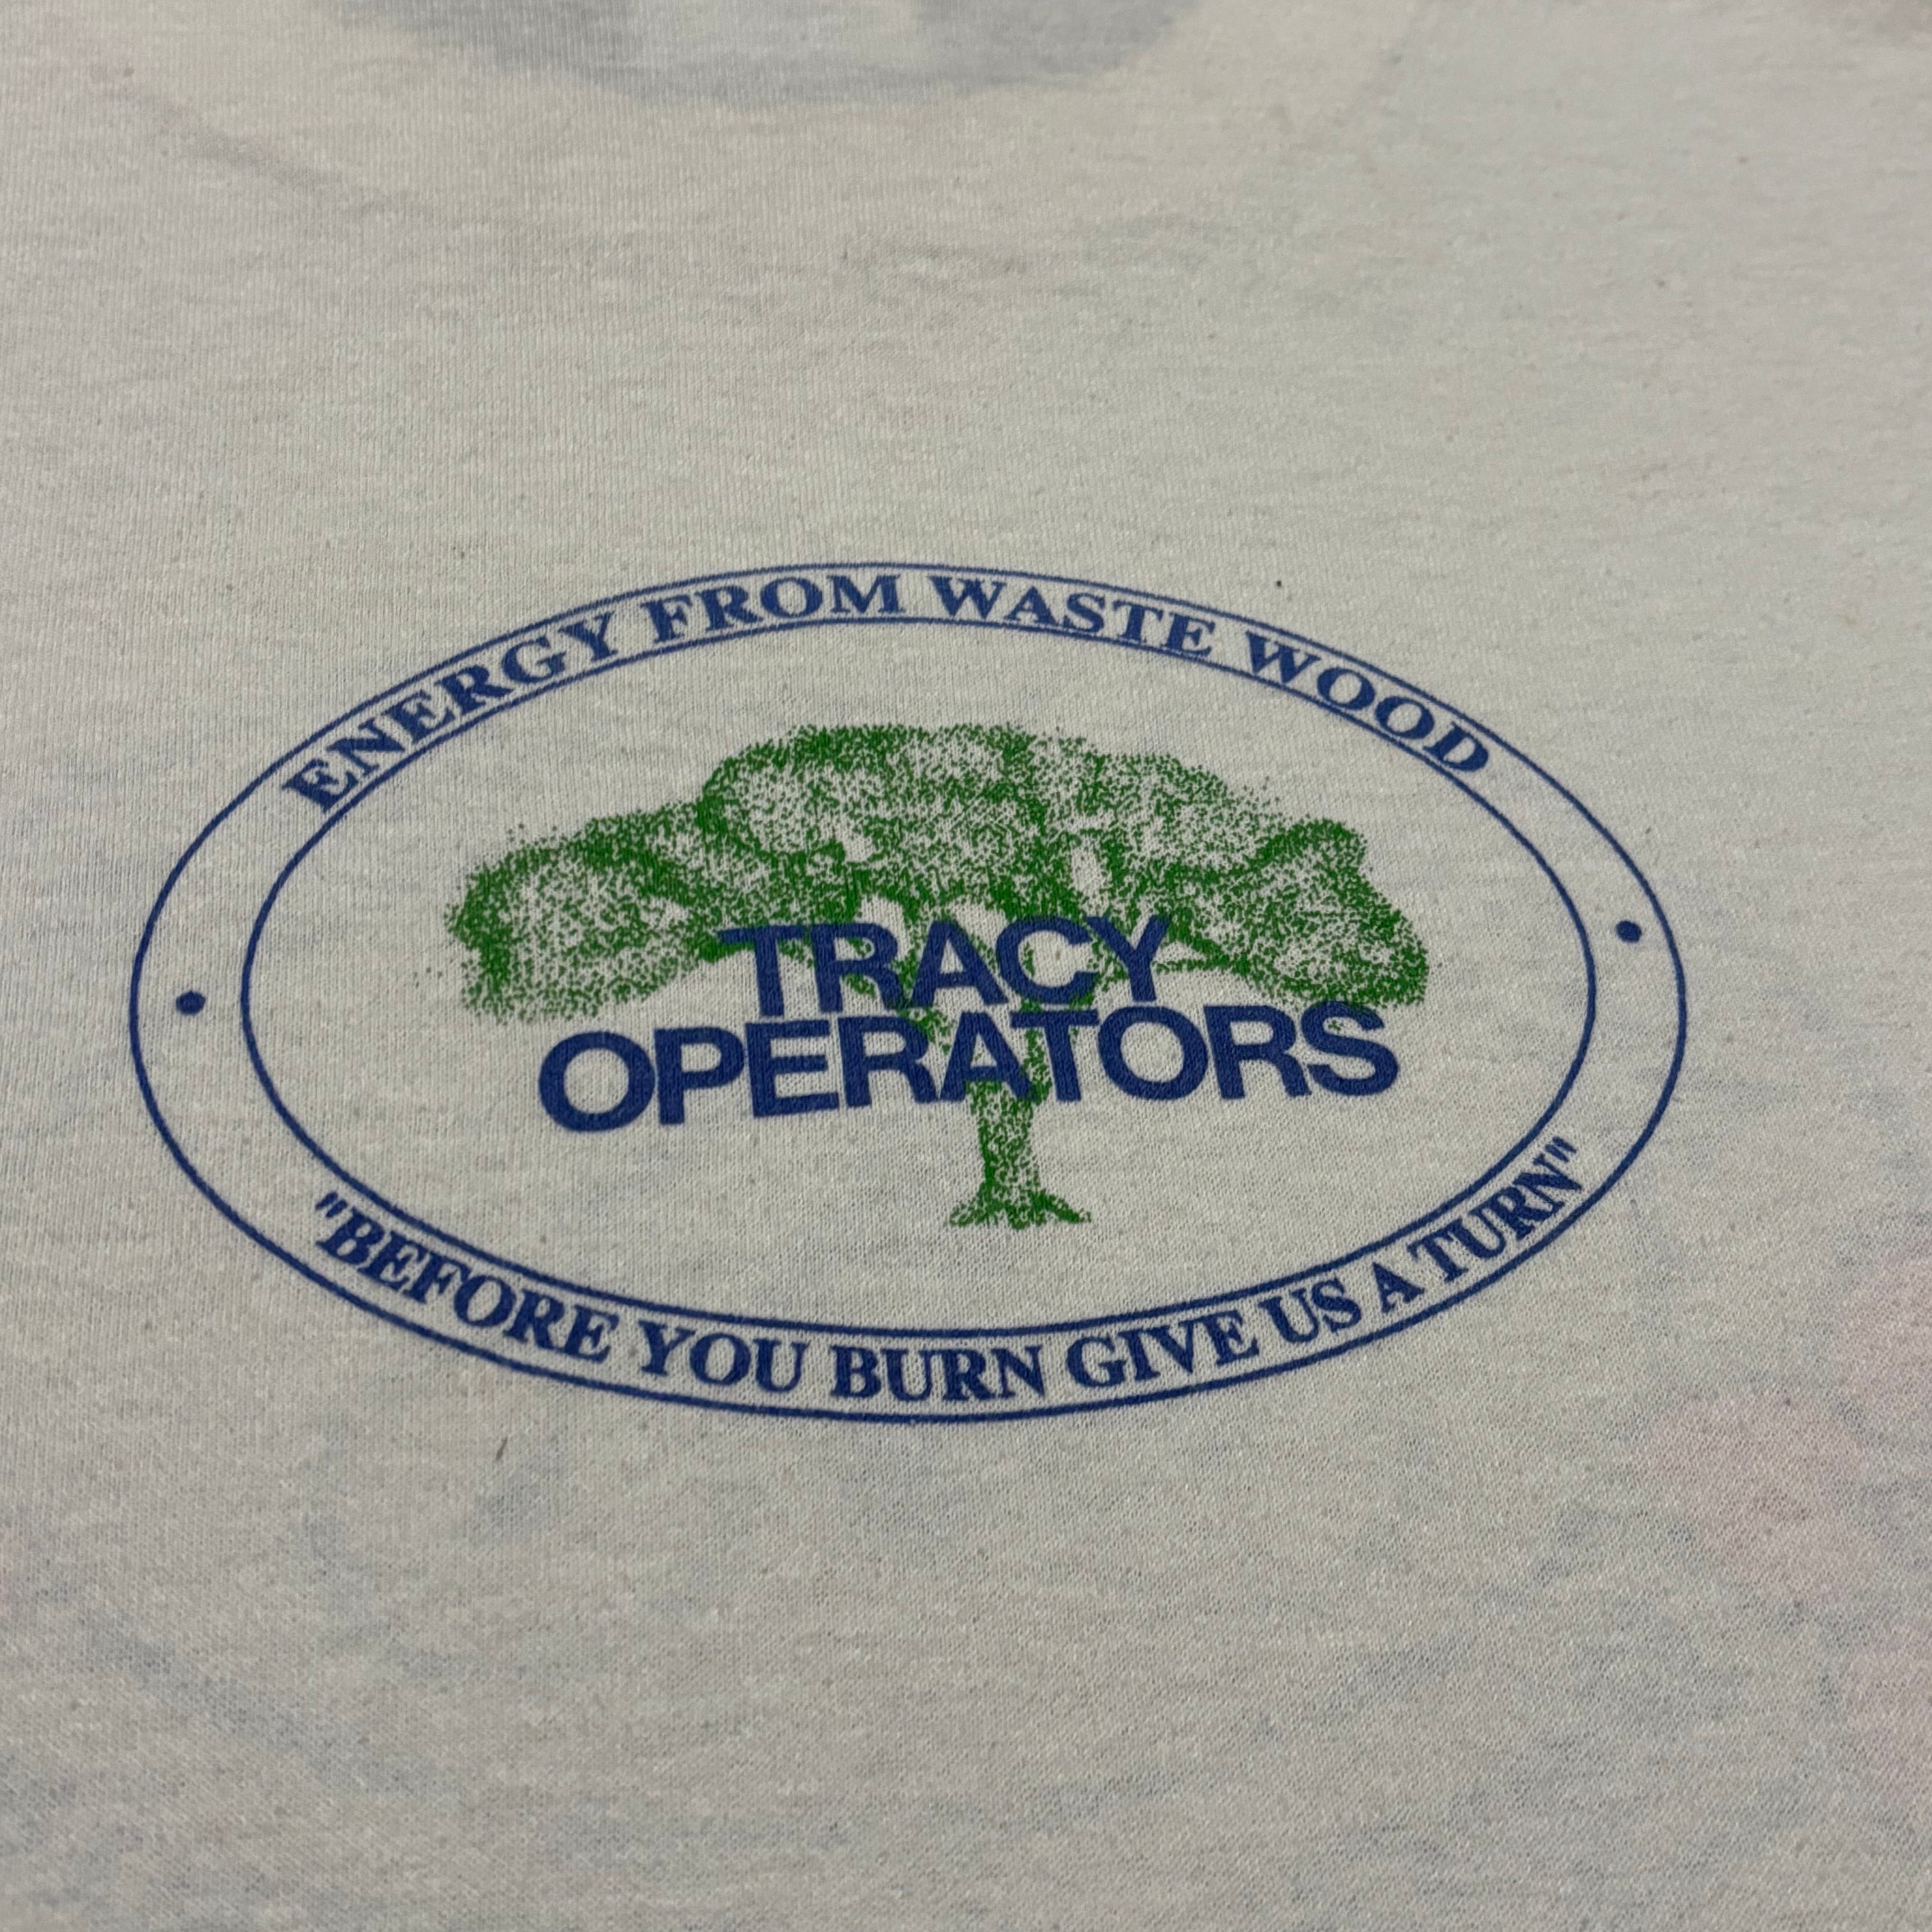 ENERGY FROM WASTE WOOD
TRACY
OPERATORS
"BEFORE YOU BURN GIVE US A TURN"